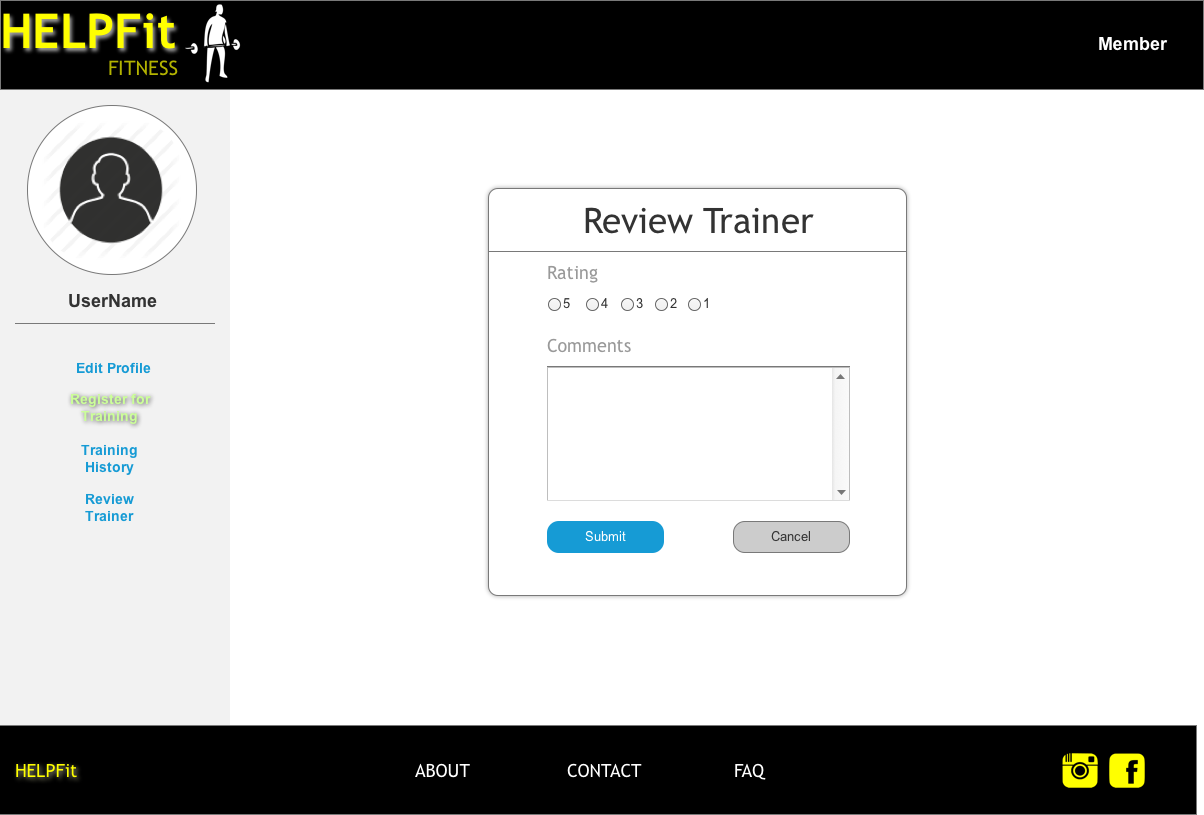 HELPFit
FITNESS
Member
UserName
Edit Profile
Register for
Training
Training
History
Review
Trainer
Review Trainer
Rating
5 4 3 2 1
Comments
Submit Cancel
HELPFit ABOUT CONTACT FAQ